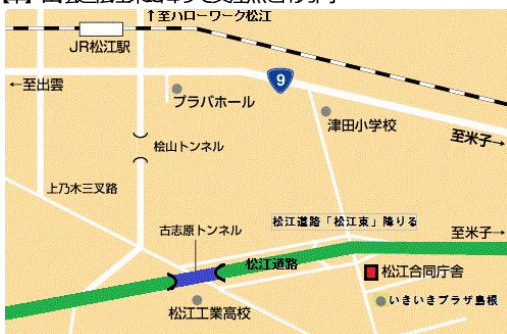 ↑至ハローワーク松江
JR松江駅
←至出雲
9
プラバホール
津田小学校
至米子→
桧山トンネル
上乃木三叉路
松江道路「松江東」降りる
古志原トンネル
至米子→
松江道路
松江合同庁舎
いきいきプラザ島根
松江工業高校